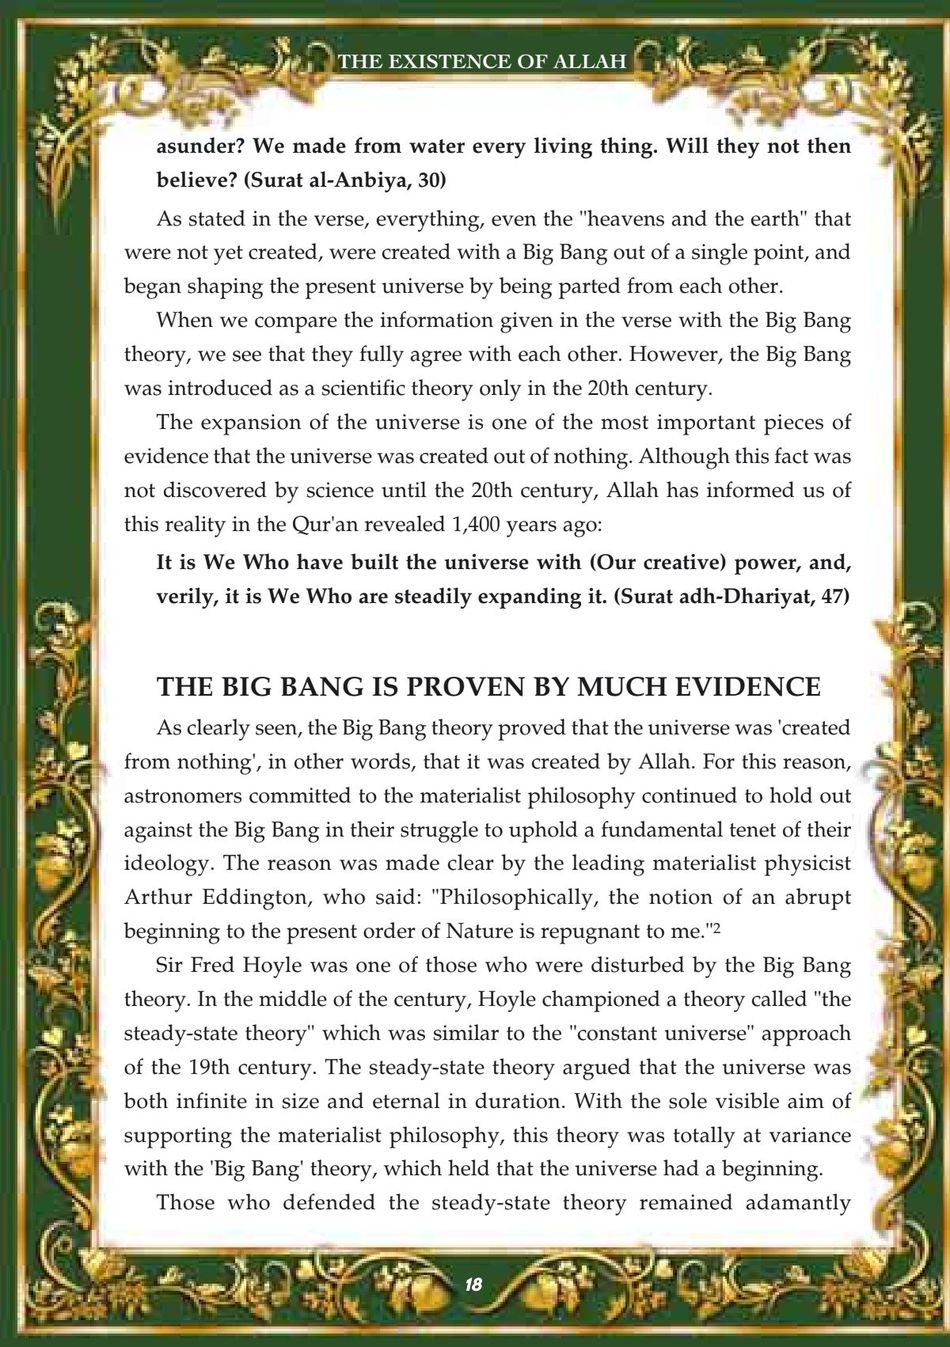 THE EXISTENCE OF ALLAH
asunder? We made from water every living thing. Will they not then
believe? (Surat al-Anbiya, 30)
As stated in the verse, everything, even the "heavens and the earth" that
were not yet created, were created with a Big Bang out of a single point, and
began shaping the present universe by being parted from each other.
When we compare the information given in the verse with the Big Bang
theory, we see that they fully agree with each other. However, the Big Bang
was introduced as a scientific theory only in the 20th century.
The expansion of the universe is one of the most important pieces of
evidence that the universe was created out of nothing. Although this fact was
not discovered by science until the 20th century, Allah has informed us of
this reality in the Qur'an revealed 1,400 years ago:
It is We Who have built the universe with (Our creative) power, and,
verily, it is We Who are steadily expanding it. (Surat adh-Dhariyat, 47)
THE BIG BANG IS PROVEN BY MUCH EVIDENCE
As clearly seen, the Big Bang theory proved that the universe was 'created
from nothing', in other words, that it was created by Allah. For this reason,
astronomers committed to the materialist philosophy continued to hold out
against the Big Bang in their struggle to uphold a fundamental tenet of their
ideology. The reason was made clear by the leading materialist physicist
Arthur Eddington, who said: "Philosophically, the notion of an abrupt
beginning to the present order of Nature is repugnant to me."2
Sir Fred Hoyle was one of those who were disturbed by the Big Bang
theory. In the middle of the century, Hoyle championed a theory called "the
steady-state theory" which was similar to the "constant universe" approach
of the 19th century. The steady-state theory argued that the universe was
both infinite in size and eternal in duration. With the sole visible aim of
supporting the materialist philosophy, this theory was totally at variance
with the 'Big Bang' theory, which held that the universe had a beginning.
Those who defended the steady-state theory remained adamantly
18